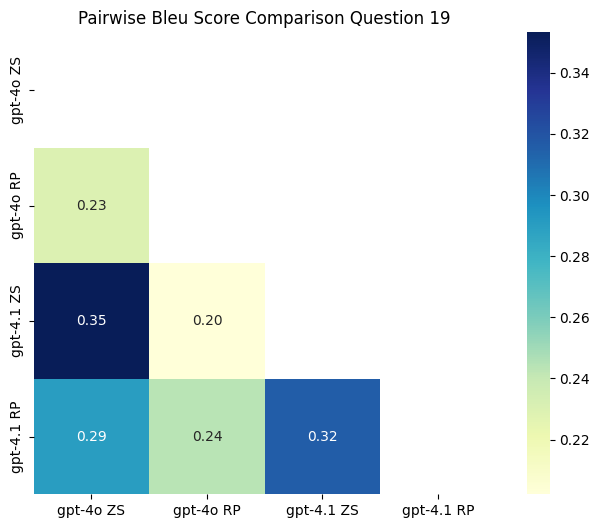 Pairwise Bleu Score Comparison Question 19
gpt-4o ZS
gpt-4o RP
gpt-4.1 ZS
gpt-4.1 RP
0.23
0.35 0.20
0.29 0.24 0.32
gpt-4o ZS gpt-4o RP gpt-4.1 ZS gpt-4.1 RP
0.34
0.32
0.30
0.28
0.26
0.24
0.22